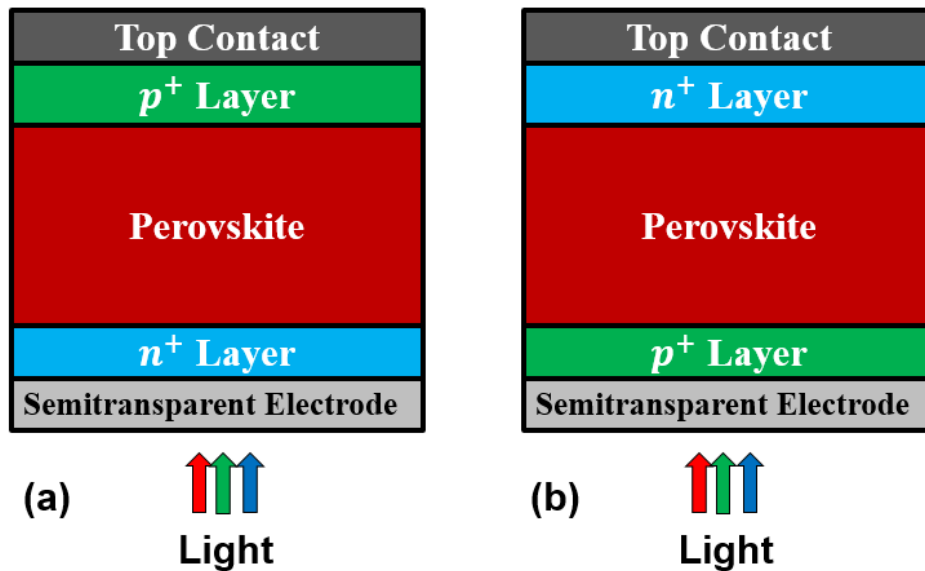 Top Contact
p⁺ Layer
Perovskite
n⁺ Layer
Semitransparent Electrode
(a)
Light
Top Contact
n⁺ Layer
Perovskite
p⁺ Layer
Semitransparent Electrode
(b)
Light